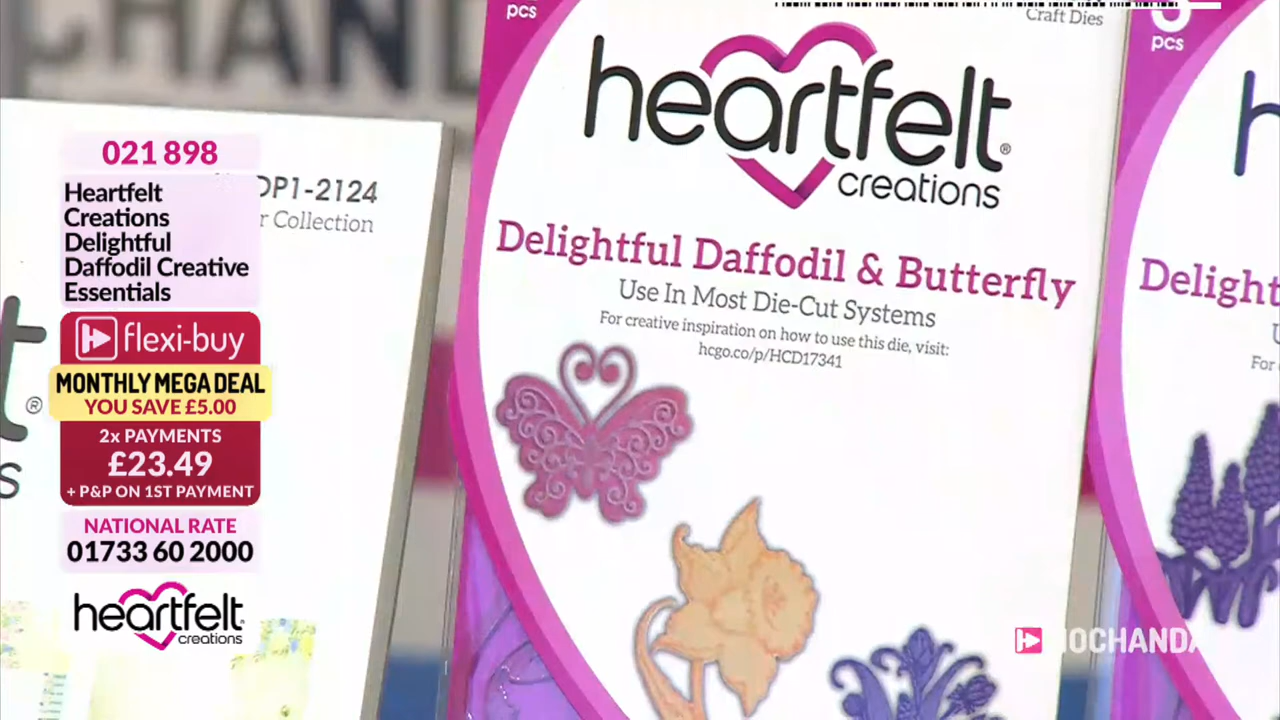 021 898
Heartfelt
Creations
Delightful
Daffodil Creative
Essentials
flexi-buy
MONTHLY MEGA DEAL
YOU SAVE £5.00
2x PAYMENTS
£23.49
+ P&P ON 1ST PAYMENT
NATIONAL RATE
01733 60 2000
heartfelt
creations
DP1-2124
r Collection
pcs
Craft Dies
heartfelt®
creations
Delightful Daffodil & Butterfly
Use In Most Die-Cut Systems
For creative inspiration on how to use this die, visit:
hcgo.co/p/HCD17341
pcs
Delight
For
HOCHANDA